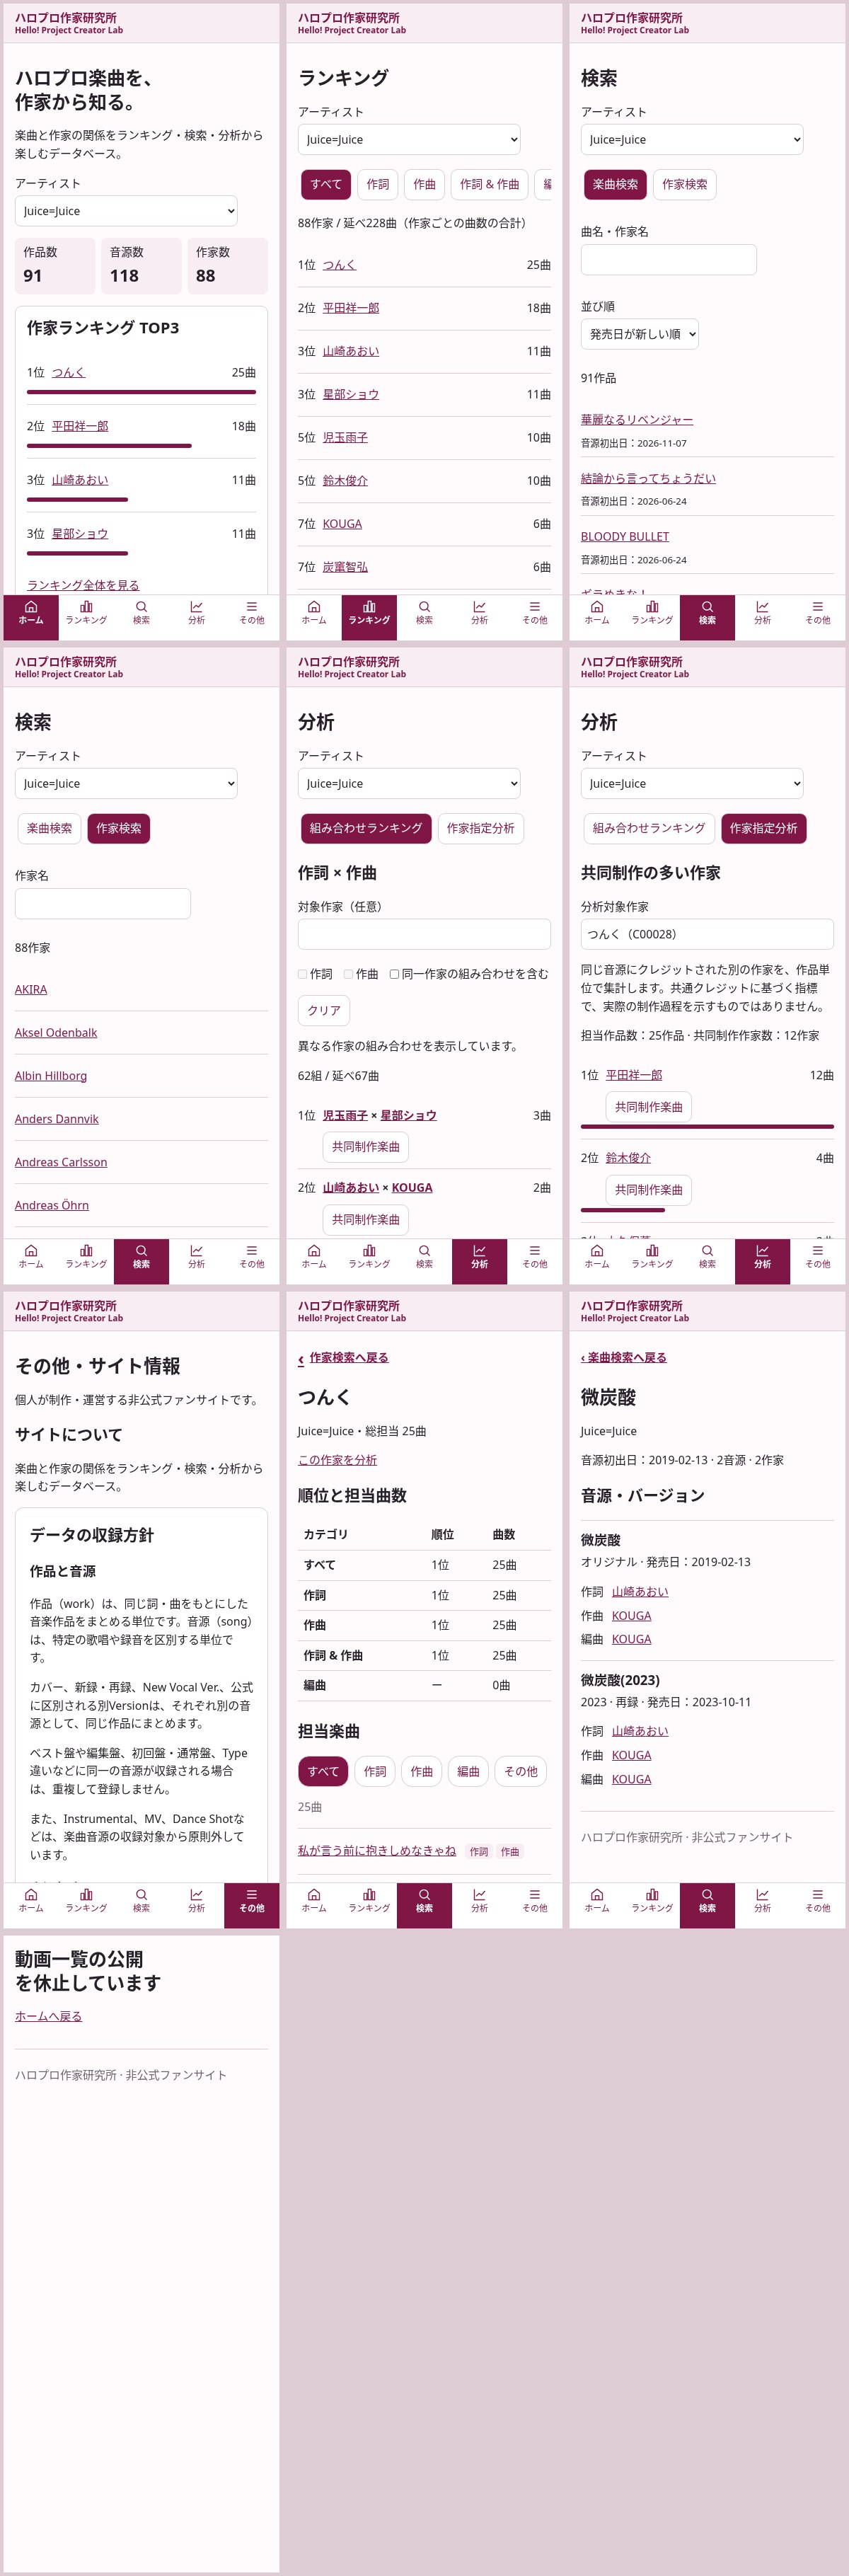 ハロプロ作家研究所
Hello! Project Creator Lab
ハロプロ楽曲を、
作家から知る。
楽曲と作家の関係をランキング・検索・分析から
楽しむデータベース。
アーティスト
Juice=Juice
作品数
91
音源数
118
作家数
88
作家ランキング TOP3
1位 つんく 25曲
2位 平田祥一郎 18曲
3位 山崎あおい 11曲
3位 星部ショウ 11曲
ランキング全体を見る
ホーム ランキング 検索 分析 その他
ハロプロ作家研究所
Hello! Project Creator Lab
ランキング
アーティスト
Juice=Juice
すべて 作詞 作曲 作詞 & 作曲 編
88作家 / 延べ228曲（作家ごとの曲数の合計）
1位 つんく 25曲
2位 平田祥一郎 18曲
3位 山崎あおい 11曲
3位 星部ショウ 11曲
5位 児玉雨子 10曲
5位 鈴木俊介 10曲
7位 KOUGA 6曲
7位 炭竃智弘 6曲
ホーム ランキング 検索 分析 その他
ハロプロ作家研究所
Hello! Project Creator Lab
検索
アーティスト
Juice=Juice
楽曲検索 作家検索
曲名・作家名
並び順
発売日が新しい順
91作品
華麗なるリベンジャー
音源初出日：2026-11-07
結論から言ってちょうだい
音源初出日：2026-06-24
BLOODY BULLET
音源初出日：2026-06-24
ホーム ランキング 検索 分析 その他
ハロプロ作家研究所
Hello! Project Creator Lab
検索
アーティスト
Juice=Juice
楽曲検索 作家検索
作家名
88作家
AKIRA
Aksel Odenbalk
Albin Hillborg
Anders Dannvik
Andreas Carlsson
Andreas Öhrn
ホーム ランキング 検索 分析 その他
ハロプロ作家研究所
Hello! Project Creator Lab
分析
アーティスト
Juice=Juice
組み合わせランキング 作家指定分析
作詞 × 作曲
対象作家（任意）
作詞 作曲 同一作家の組み合わせを含む
クリア
異なる作家の組み合わせを表示しています。
62組 / 延べ67曲
1位 児玉雨子 × 星部ショウ 3曲
共同制作楽曲
2位 山崎あおい × KOUGA 2曲
共同制作楽曲
ホーム ランキング 検索 分析 その他
ハロプロ作家研究所
Hello! Project Creator Lab
分析
アーティスト
Juice=Juice
組み合わせランキング 作家指定分析
共同制作の多い作家
分析対象作家
つんく（C00028）
同じ音源にクレジットされた別の作家を、作品単
位で集計します。共通クレジットに基づく指標
で、実際の制作過程を示すものではありません。
担当作品数：25作品 · 共同制作作家数：12作家
1位 平田祥一郎 12曲
共同制作楽曲
2位 鈴木俊介 4曲
共同制作楽曲
ホーム ランキング 検索 分析 その他
ハロプロ作家研究所
Hello! Project Creator Lab
その他・サイト情報
個人が制作・運営する非公式ファンサイトです。
サイトについて
楽曲と作家の関係をランキング・検索・分析から
楽しむデータベース。
データの収録方針
作品と音源
作品（work）は、同じ詞・曲をもとにした
音楽作品をまとめる単位です。音源（song）
は、特定の歌唱や録音を区別する単位で
す。
カバー、新録・再録、New Vocal Ver.、公式
に区別される別Versionは、それぞれ別の音
源として、同じ作品にまとめます。
ベスト盤や編集盤、初回盤・通常盤、Type
違いなどに同一の音源が収録される場合
は、重複して登録しません。
また、Instrumental、MV、Dance Shotな
どは、楽曲音源の収録対象から原則外して
います。
ホーム ランキング 検索 分析 その他
ハロプロ作家研究所
Hello! Project Creator Lab
‹ 作家検索へ戻る
つんく
Juice=Juice・総担当 25曲
この作家を分析
順位と担当曲数
カテゴリ 順位 曲数
すべて 1位 25曲
作詞 1位 25曲
作曲 1位 25曲
作詞 & 作曲 1位 25曲
編曲 — 0曲
担当楽曲
すべて 作詞 作曲 編曲 その他
25曲
私が言う前に抱きしめなきゃね 作詞 作曲
ホーム ランキング 検索 分析 その他
ハロプロ作家研究所
Hello! Project Creator Lab
‹ 楽曲検索へ戻る
微炭酸
Juice=Juice
音源初出日：2019-02-13 · 2音源 · 2作家
音源・バージョン
微炭酸
オリジナル · 発売日：2019-02-13
作詞 山崎あおい
作曲 KOUGA
編曲 KOUGA
微炭酸(2023)
2023 · 再録 · 発売日：2023-10-11
作詞 山崎あおい
作曲 KOUGA
編曲 KOUGA
ハロプロ作家研究所 · 非公式ファンサイト
ホーム ランキング 検索 分析 その他
動画一覧の公開
を休止しています
ホームへ戻る
ハロプロ作家研究所 · 非公式ファンサイト